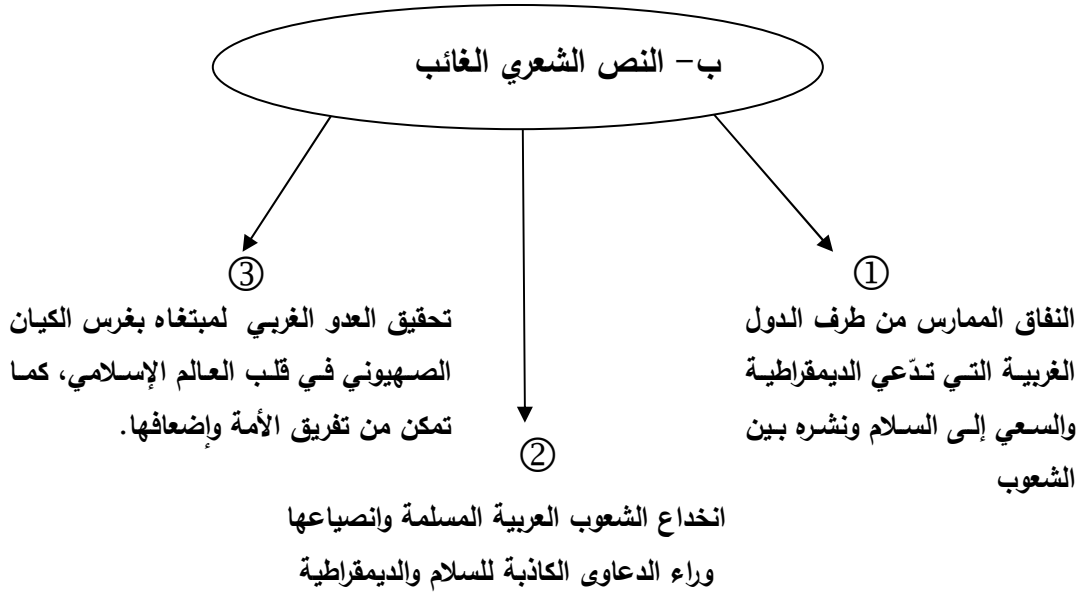 ب- النص الشعري الغائب
①
النفاق الممارس من طرف الدول
الغربية التي تدّعي الديمقراطية
والسعي إلى السلام ونشره بين
الشعوب
②
انخداع الشعوب العربية المسلمة وانصياعها
وراء الدعاوى الكاذبة للسلام والديمقراطية
③
تحقيق العدو الغربي لمبتغاه بغرس الكيان
الصهيوني في قلب العالم الإسلامي، كما
تمكن من تفريق الأمة وإضعافها.